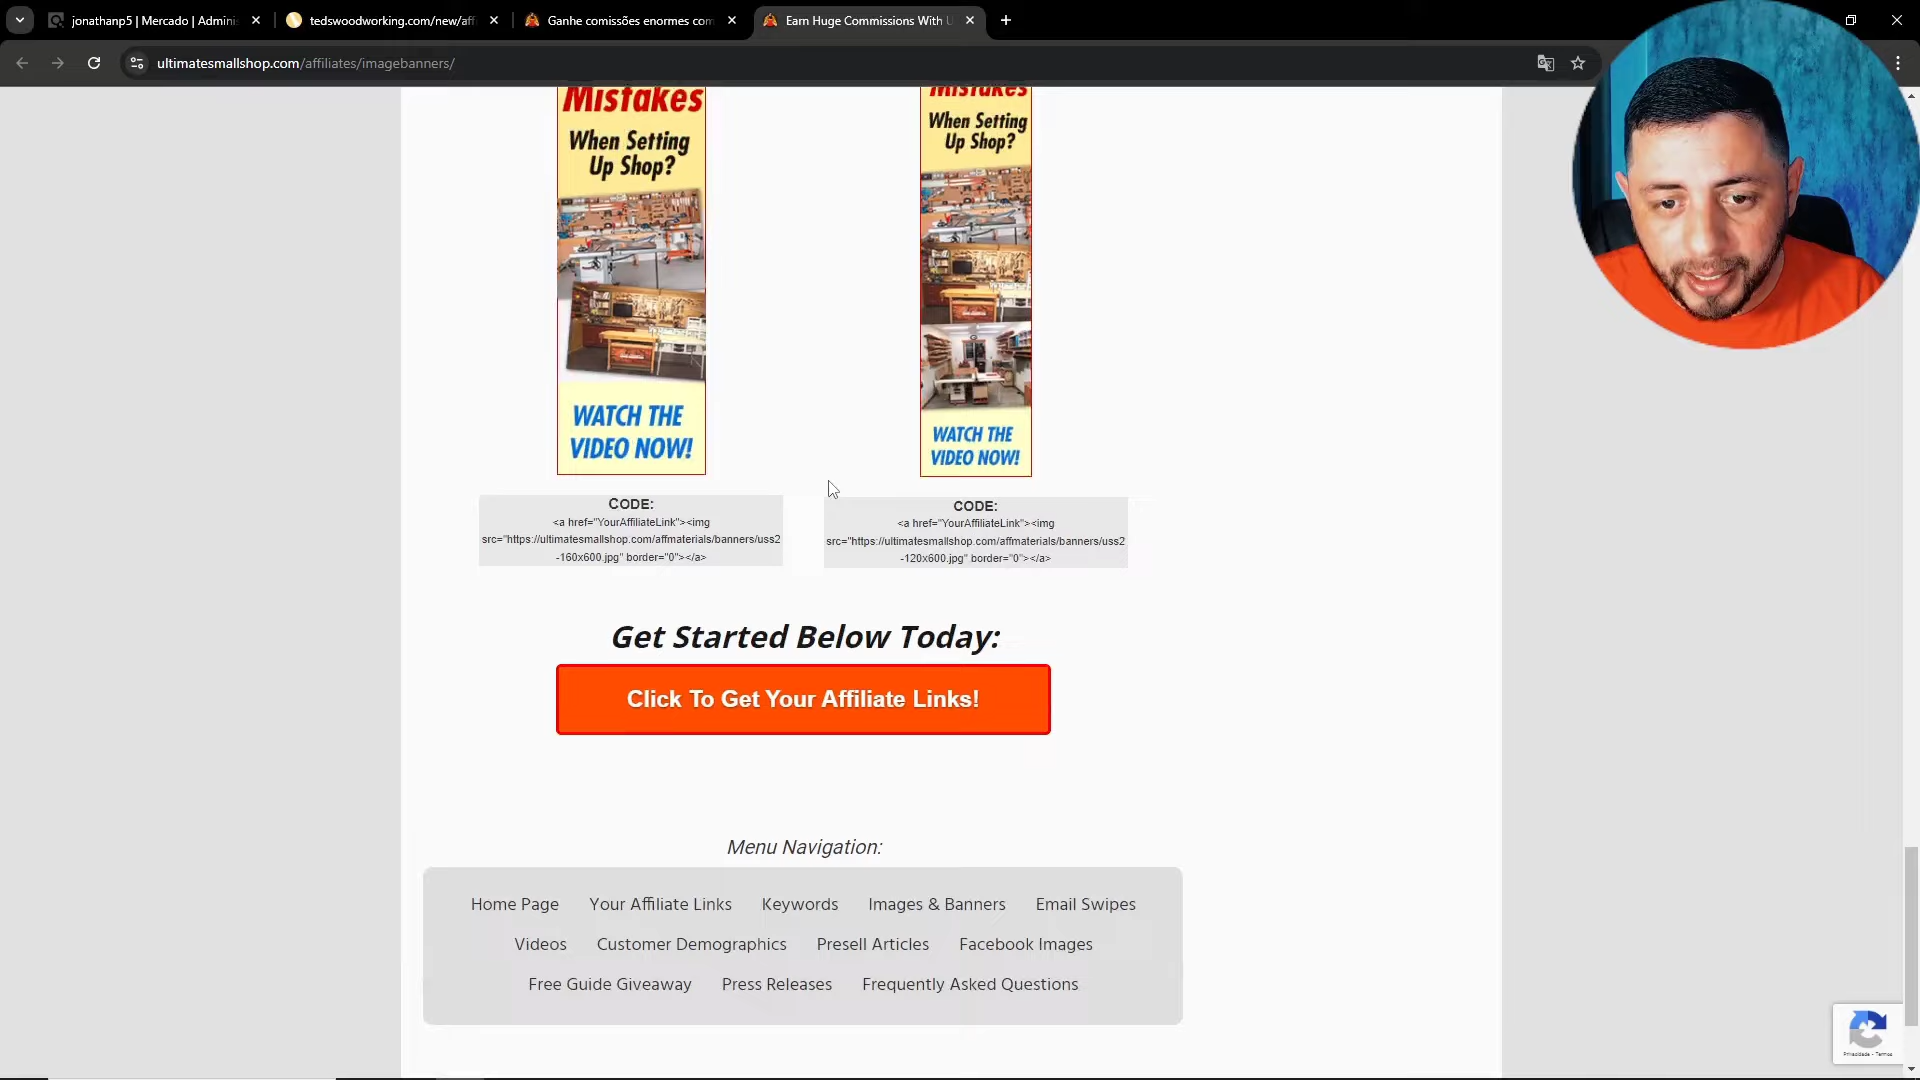 jonathanp5 | Mercado | Admini
tedswoodworking.com/new/aff
Ganhe comissões enormes com
Earn Huge Commissions With U
ultimatesmallshop.com/affiliates/imagebanners/
Mistakes
When Setting
Up Shop?
WATCH THE
VIDEO NOW!
Mistakes
When Setting
Up Shop?
WATCH THE
VIDEO NOW!
CODE:
<a href="YourAffiliateLink"><img
src="https://ultimatesmallshop.com/affmaterials/banners/uss2
-160x600.jpg" border="0"></a>
CODE:
<a href="YourAffiliateLink"><img
src="https://ultimatesmallshop.com/affmaterials/banners/uss2
-120x600.jpg" border="0"></a>
Get Started Below Today:
Click To Get Your Affiliate Links!
Menu Navigation:
Home Page Your Affiliate Links Keywords Images & Banners Email Swipes
Videos Customer Demographics Presell Articles Facebook Images
Free Guide Giveaway Press Releases Frequently Asked Questions
Privacidade - Termos